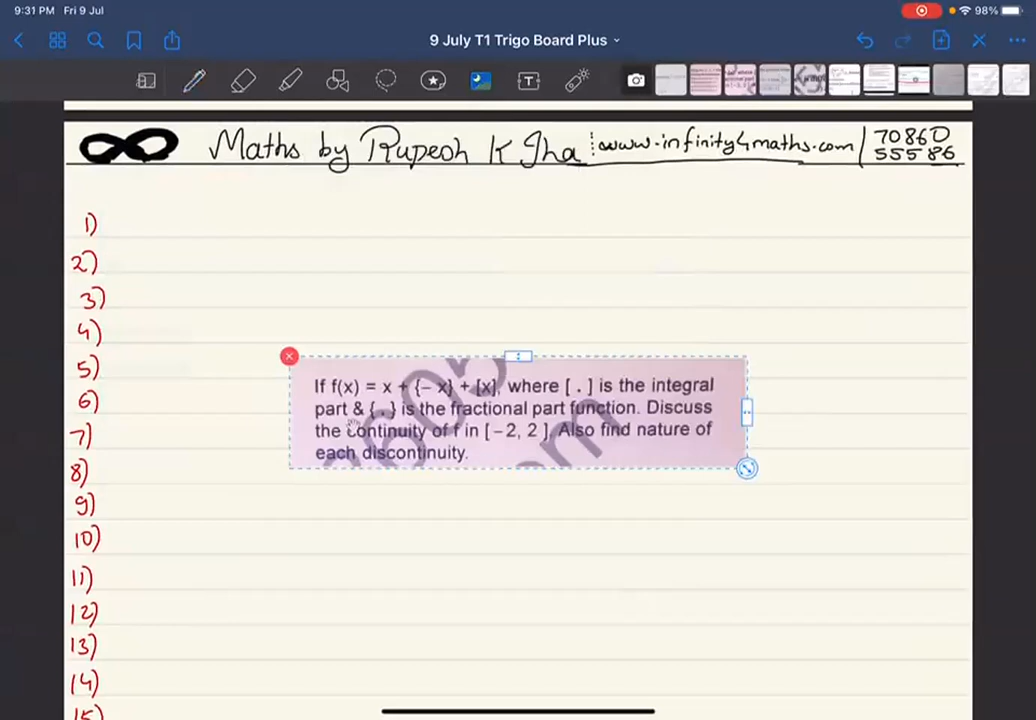 9:31 PM Fri 9 Jul 98%
9 July T1 Trigo Board Plus
Maths by Rupesh K Jha www.infinity4maths.com 70860
55586
1)
2)
3)
4)
5)
6)
7)
8)
9)
10)
11)
12)
13)
14)
15)
If f(x) = x + {– x} + [x], where [ . ] is the integral
part & { . } is the fractional part function. Discuss
the continuity of f in [ – 2, 2 ]. Also find nature of
each discontinuity.
3605
om